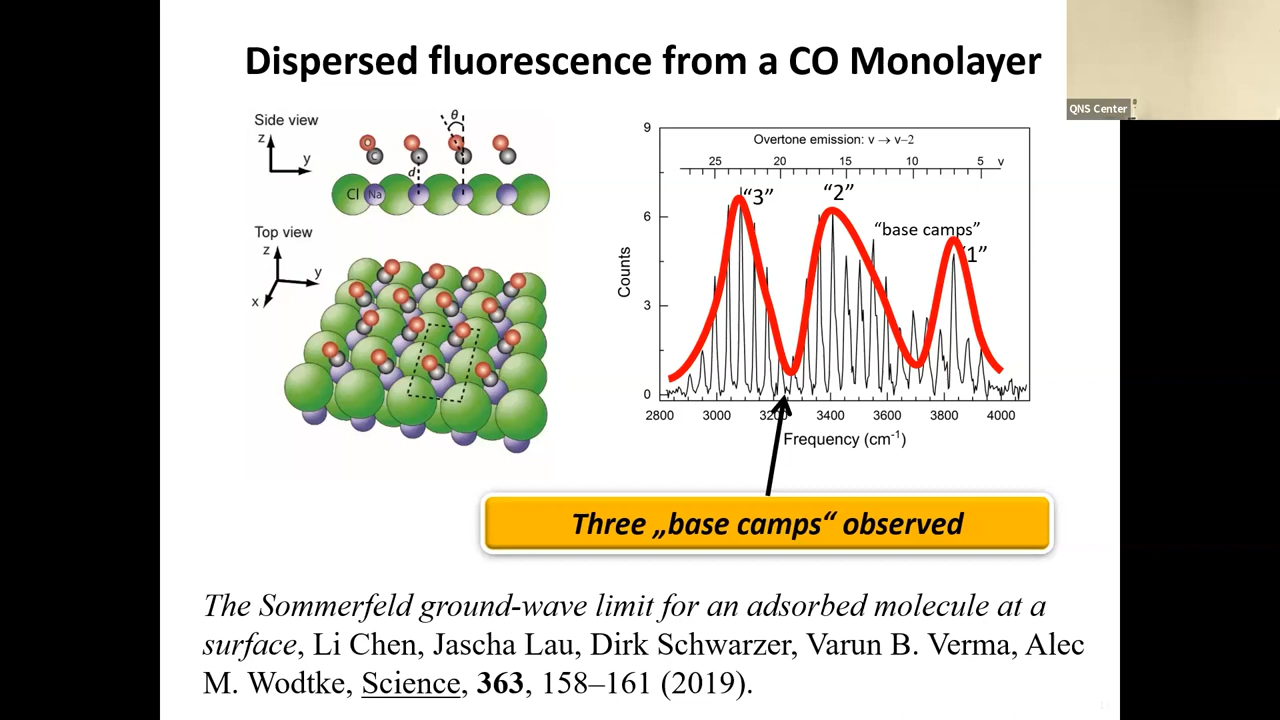 Dispersed fluorescence from a CO Monolayer
QNS Center
Side view
z
y
θ
d
Cl
Na
Top view
z
y
x
9
6
3
0
Counts
Overtone emission: v → v–2
25 20 15 10 5 v
"3"
"2"
"base camps"
"1"
2800 3000 3200 3400 3600 3800 4000
Frequency (cm⁻¹)
Three „base camps“ observed
The Sommerfeld ground-wave limit for an adsorbed molecule at a
surface, Li Chen, Jascha Lau, Dirk Schwarzer, Varun B. Verma, Alec
M. Wodtke, Science, 363, 158–161 (2019).